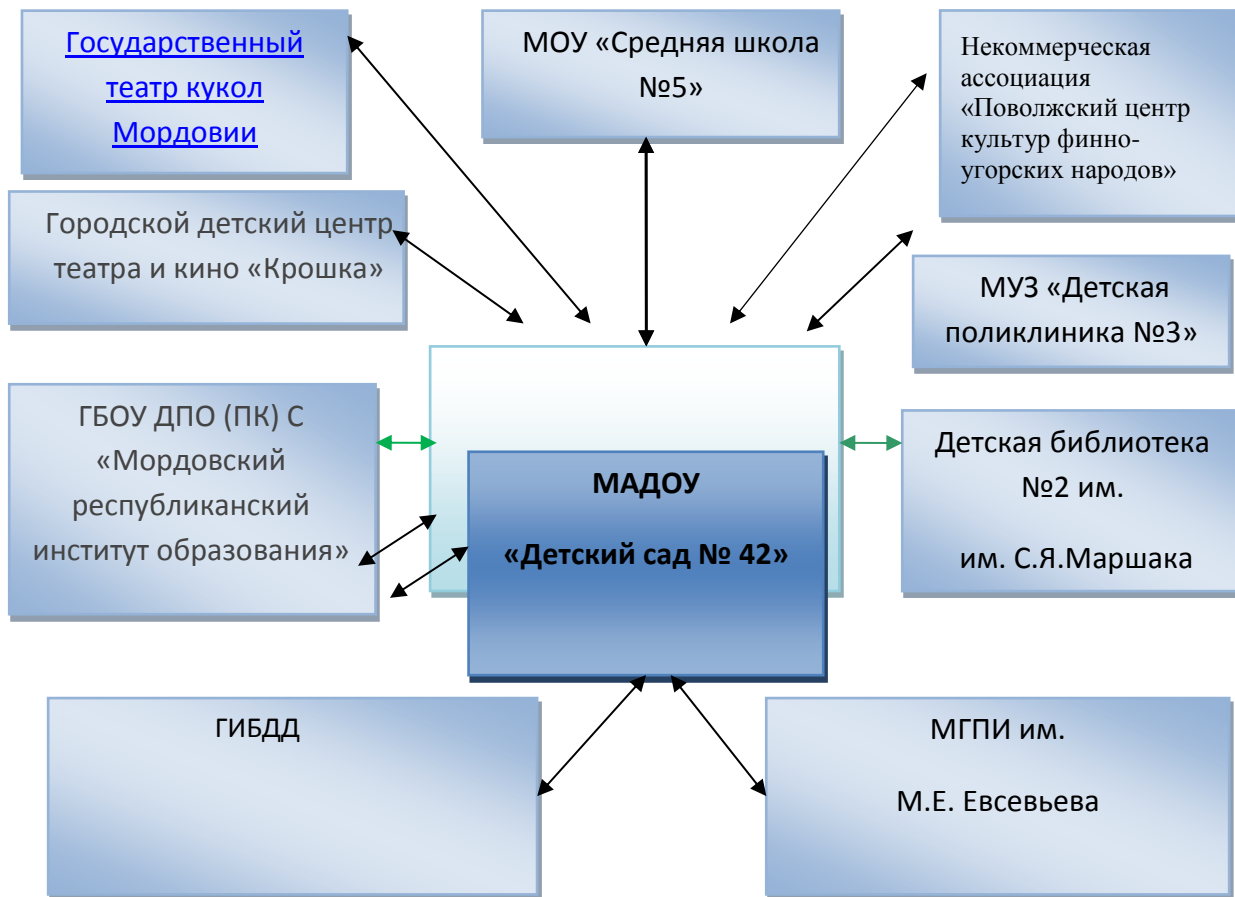 Государственный
театр кукол
Мордовии
МОУ «Средняя школа
№5»
Некоммерческая
ассоциация
«Поволжский центр
культур финно-
угорских народов»
Городской детский центр
театра и кино «Крошка»
МУЗ «Детская
поликлиника №3»
ГБОУ ДПО (ПК) С
«Мордовский
республиканский
институт образования»
МАДОУ
«Детский сад № 42»
Детская библиотека
№2 им.
им. С.Я.Маршака
ГИБДД
МГПИ им.
М.Е. Евсевьева